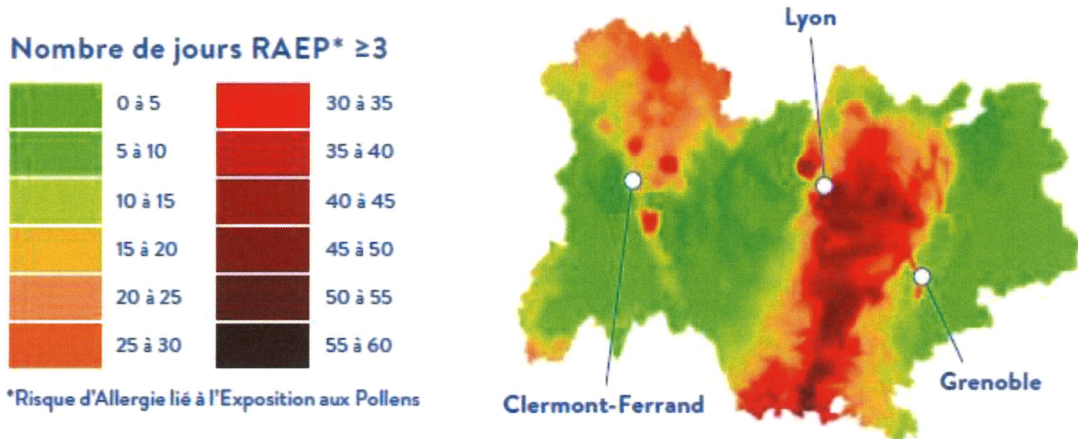 Nombre de jours RAEP* ≥3
0 à 5
5 à 10
10 à 15
15 à 20
20 à 25
25 à 30
30 à 35
35 à 40
40 à 45
45 à 50
50 à 55
55 à 60
*Risque d'Allergie lié à l'Exposition aux Pollens
Lyon
Clermont-Ferrand
Grenoble